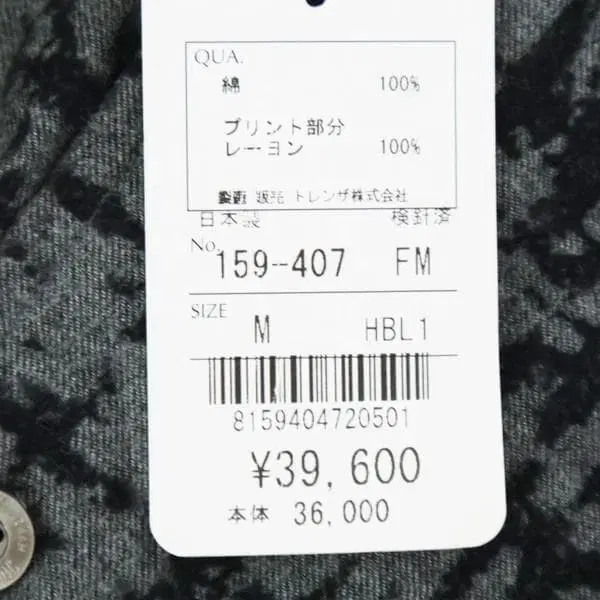 QUA.
綿 100%
プリント部分
レーヨン 100%
販売 トレンザ株式会社
日本製 検針済
No. 159-407 FM
SIZE M HBL1
8159404720501
¥39,600
本体 36,000